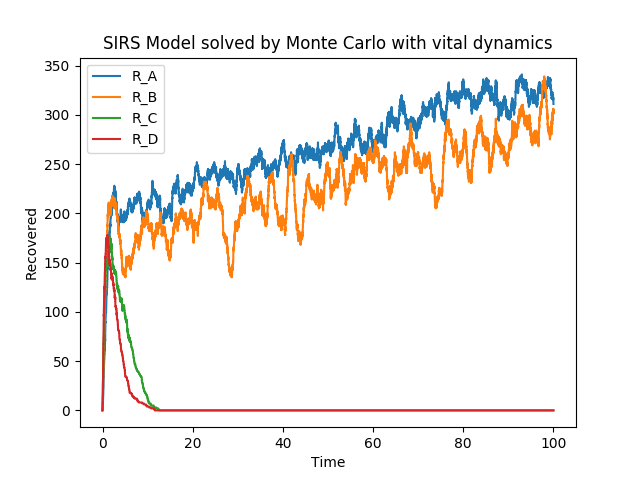 SIRS Model solved by Monte Carlo with vital dynamics
350
300
250
200
150
100
50
0
Recovered
R_A
R_B
R_C
R_D
0 20 40 60 80 100
Time